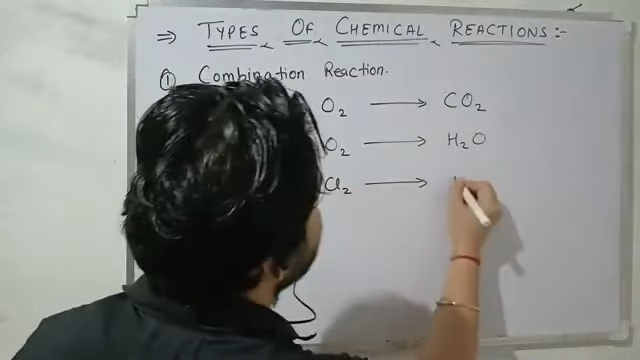 ⇒ TYPES OF CHEMICAL REACTIONS :-
① Combination Reaction.
O₂ ⟶ CO₂
O₂ ⟶ H₂O
Cl₂ ⟶